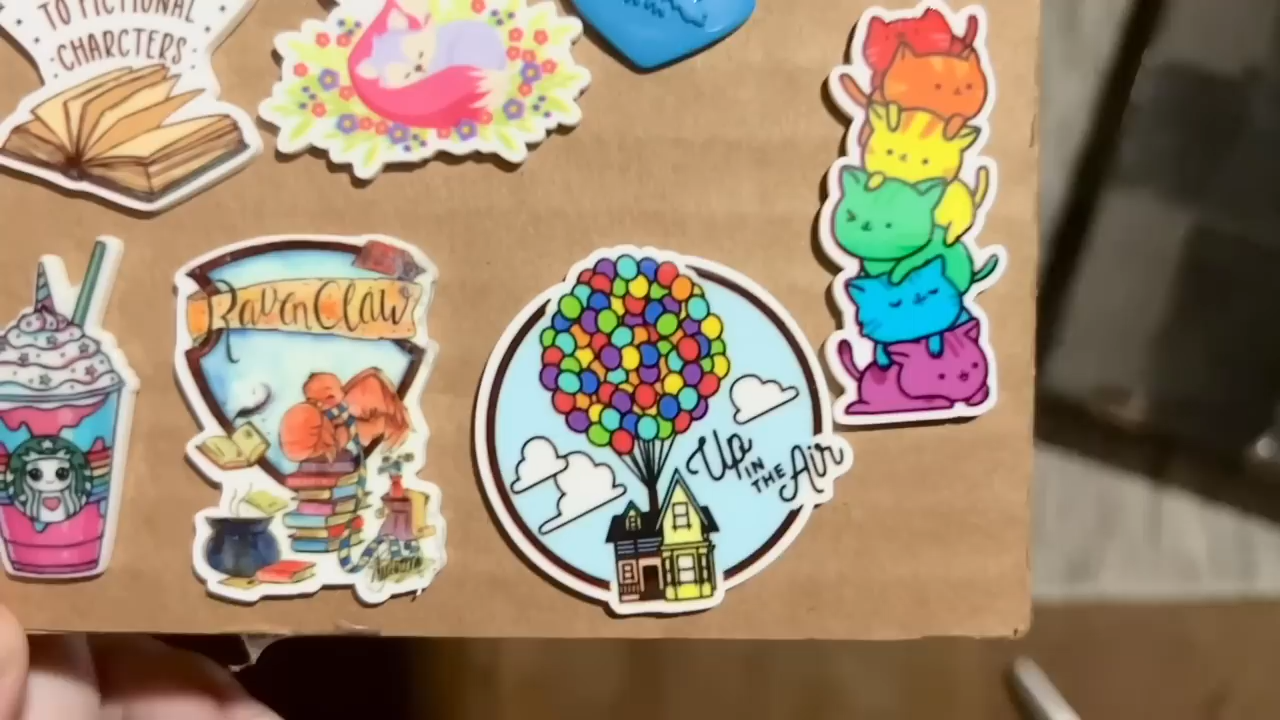 TO FICTIONAL
CHARCTERS
RavenClaw
Up
IN
THE
Air